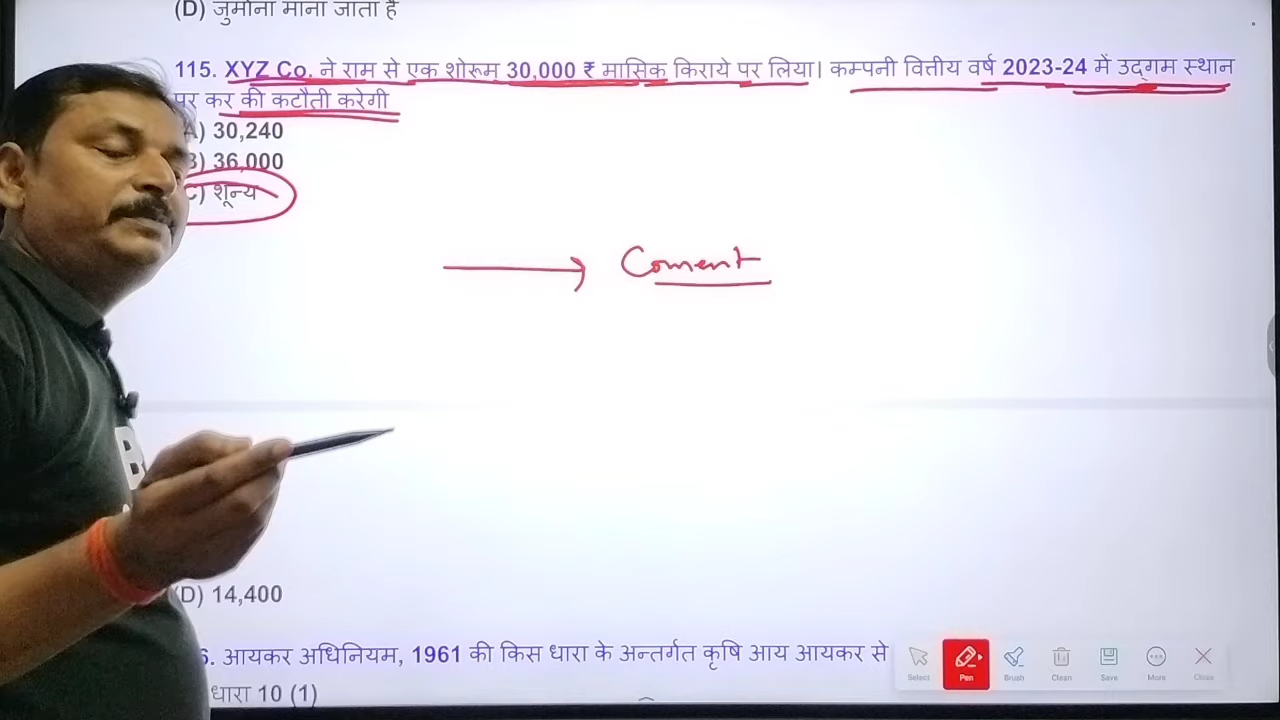 (D) जुर्माना माना जाता है
115. XYZ Co. ने राम से एक शोरूम 30,000 ₹ मासिक किराये पर लिया। कम्पनी वित्तीय वर्ष 2023-24 में उद्‌गम स्थान
पर कर की कटौती करेगी
A) 30,240
B) 36,000
C) शून्य
Coment
(D) 14,400
6. आयकर अधिनियम, 1961 की किस धारा के अन्तर्गत कृषि आय आयकर से
धारा 10 (1)
Select Pen Brush Clean Save More Close